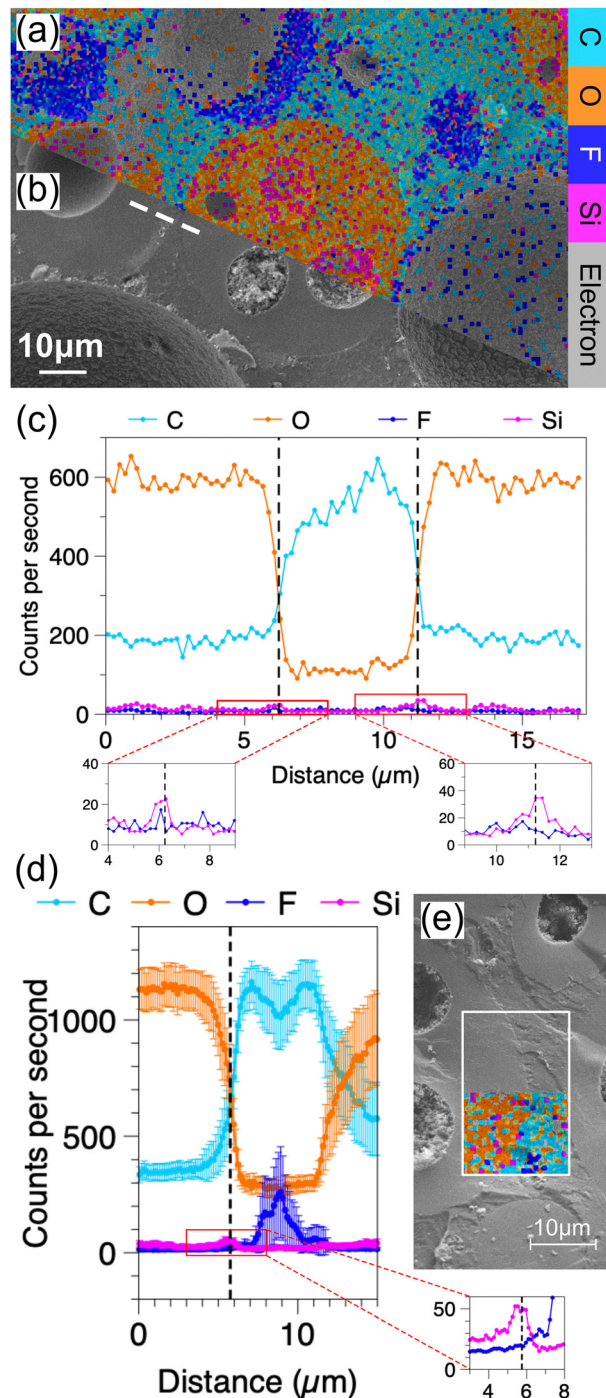 (a)
C
O
F
Si
Electron
(b)
10μm
(c)
C O F Si
Counts per second
600
400
200
0
0 5 10 15
Distance (μm)
40
20
0
4 6 8
60
40
20
0
10 12
(d)
C O F Si
Counts per second
1000
500
0
0 10
Distance (μm)
(e)
10μm
50
0
3 4 6 8